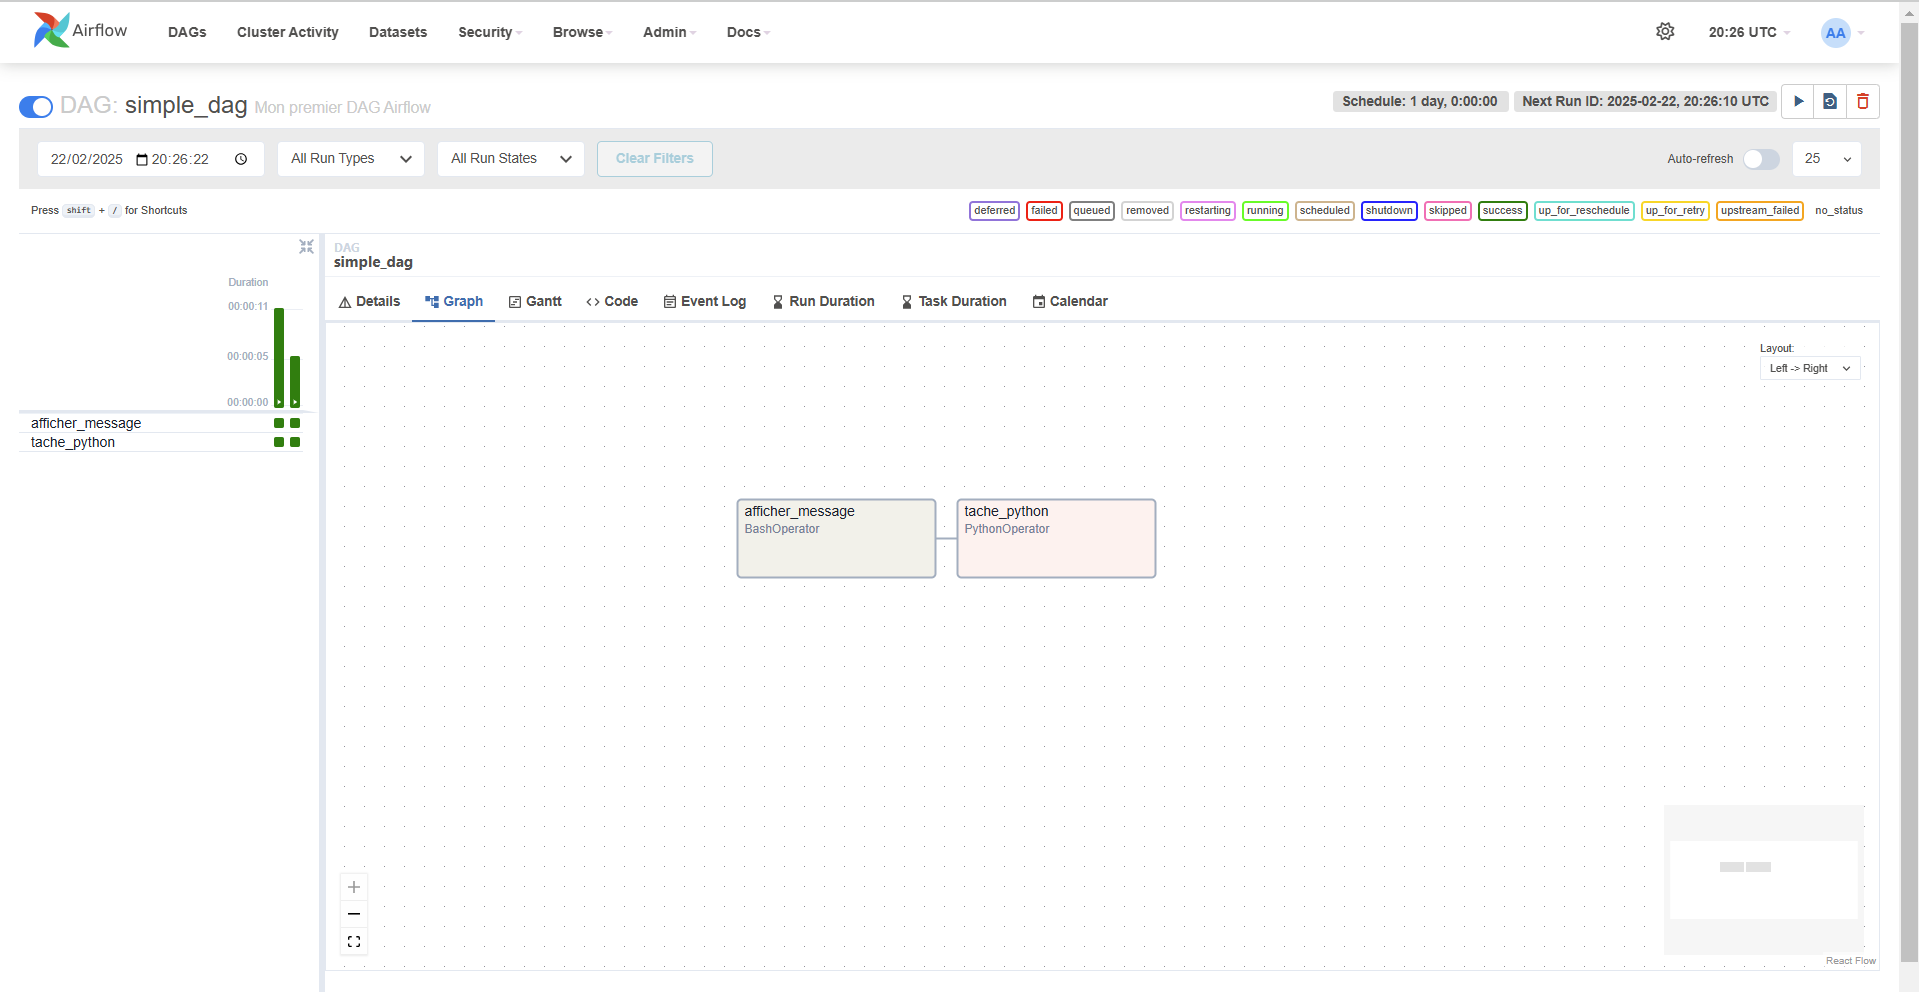 Airflow DAGs Cluster Activity Datasets Security Browse Admin Docs 20:26 UTC AA
DAG: simple_dag Mon premier DAG Airflow Schedule: 1 day, 0:00:00 Next Run ID: 2025-02-22, 20:26:10 UTC
22/02/2025 20:26:22 All Run Types All Run States Clear Filters Auto-refresh 25
Press shift + / for Shortcuts deferred failed queued removed restarting running scheduled shutdown skipped success up_for_reschedule up_for_retry upstream_failed no_status
DAG
simple_dag
Duration
00:00:11
00:00:05
00:00:00
afficher_message
tache_python
Details Graph Gantt <> Code Event Log Run Duration Task Duration Calendar
Layout:
Left -> Right
afficher_message
BashOperator
tache_python
PythonOperator
React Flow